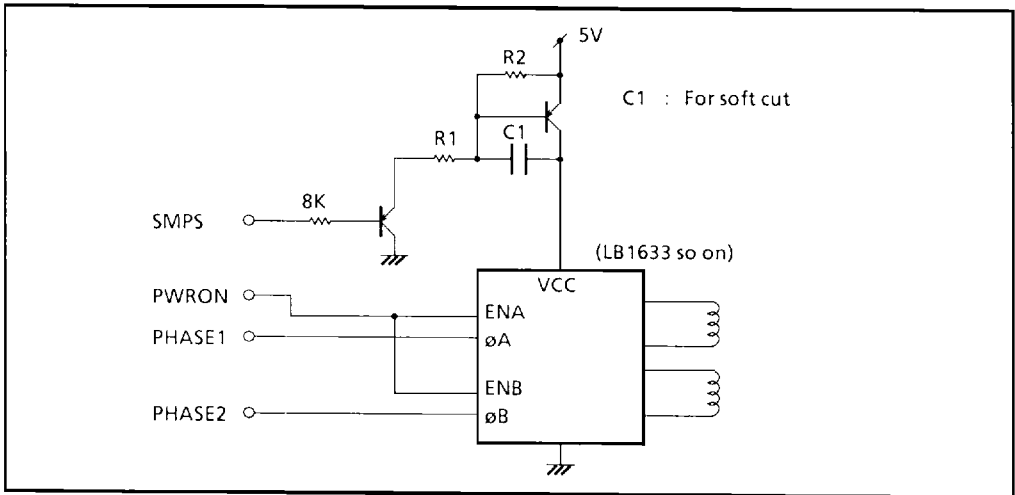 5V
R2
C1 : For soft cut
R1
C1
8K
SMPS
(LB1633 so on)
VCC
PWRON
ENA
PHASE1
øA
ENB
PHASE2
øB